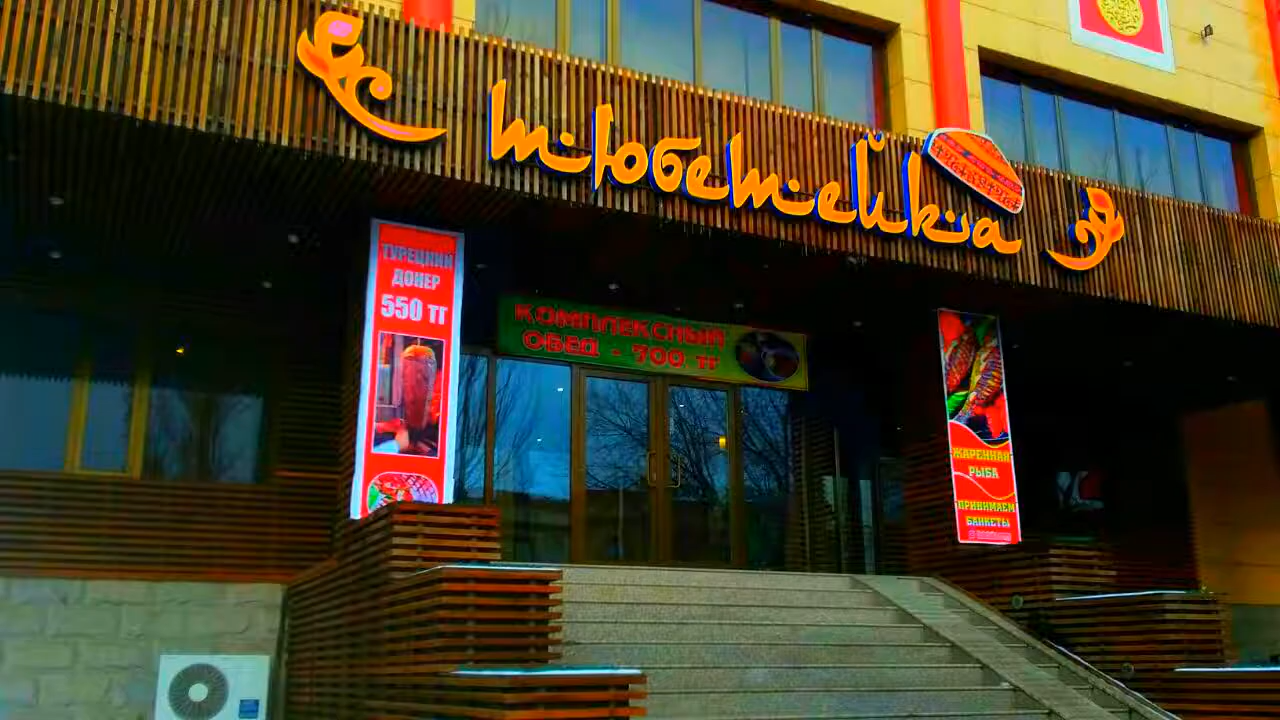 тюбетейка
ТУРЕЦКИЙ
ДОНЕР
550 тг
КОМПЛЕКСНЫЙ
ОБЕД - 700 тг
ЖАРЕННАЯ
РЫБА
ПРИНИМАЕМ
БАНКЕТЫ